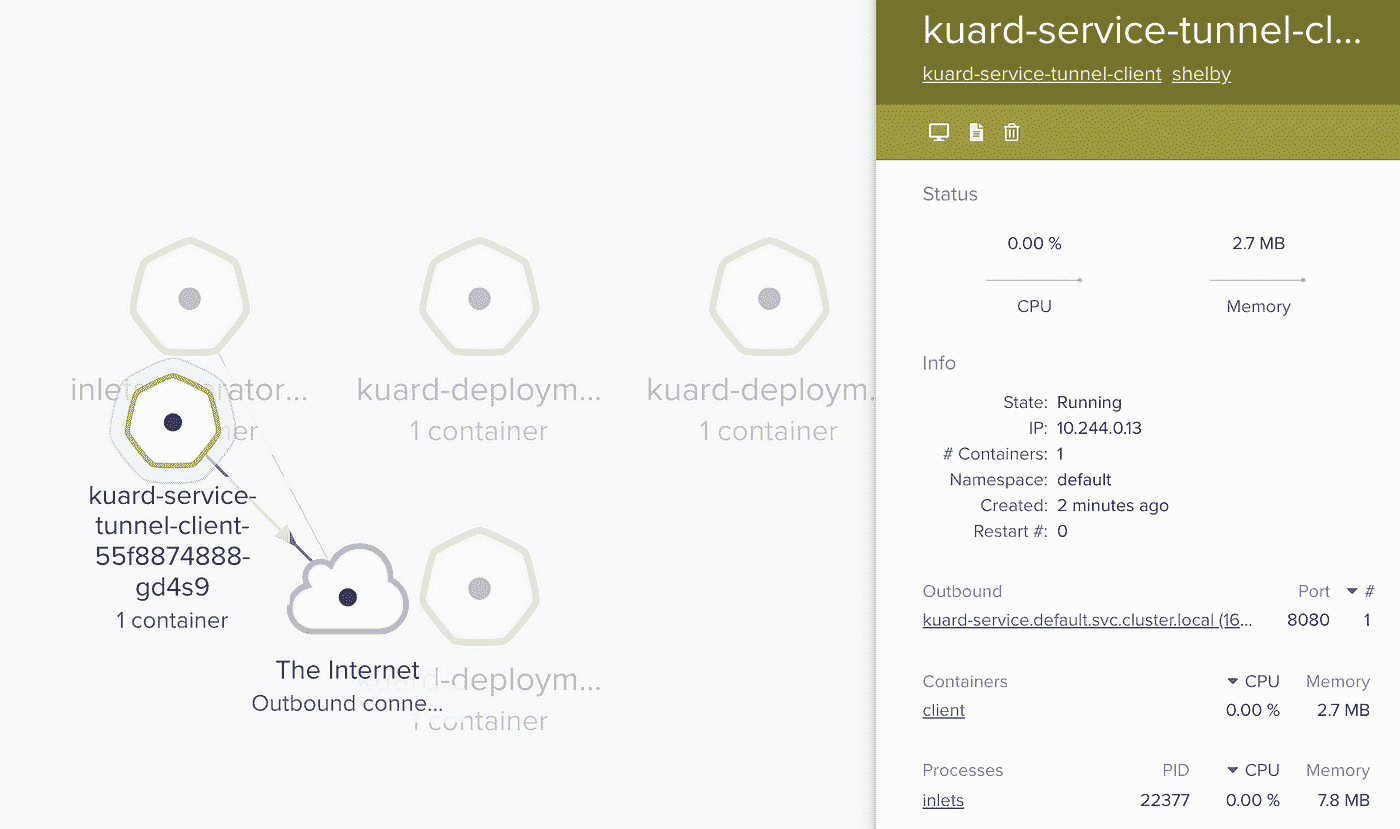 inlets rator...
er
kuard-deploym...
1 container
kuard-deploym.
1 container
kuard-service-
tunnel-client-
55f8874888-
gd4s9
1 container
The Internet
Outbound conne...
d-deploym...
1 container
kuard-service-tunnel-cl...
kuard-service-tunnel-client shelby
Status
0.00 % 2.7 MB
CPU Memory
Info
State: Running
IP: 10.244.0.13
# Containers: 1
Namespace: default
Created: 2 minutes ago
Restart #: 0
Outbound Port #
kuard-service.default.svc.cluster.local (16... 8080 1
Containers CPU Memory
client 0.00 % 2.7 MB
Processes PID CPU Memory
inlets 22377 0.00 % 7.8 MB